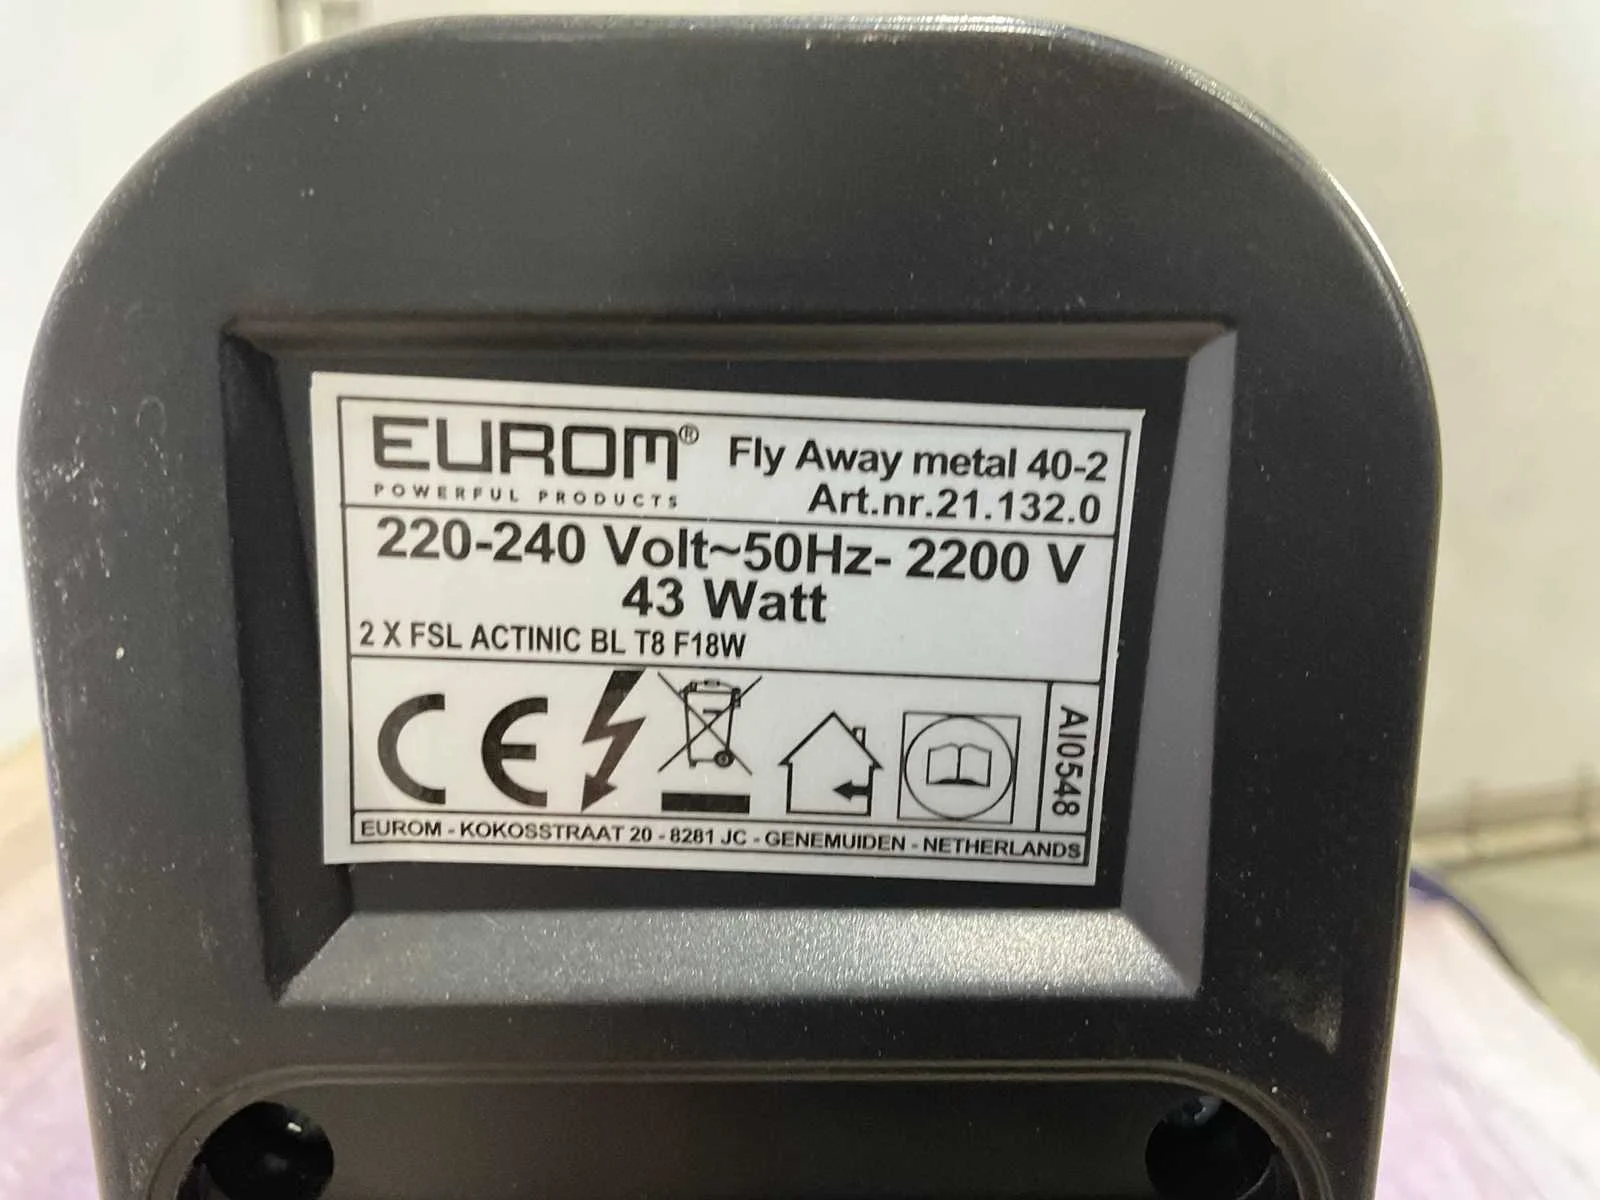 EUROM®
POWERFUL PRODUCTS
Fly Away metal 40-2
Art.nr.21.132.0
220-240 Volt~50Hz- 2200 V
43 Watt
2 X FSL ACTINIC BL T8 F18W
CE
AI0548
EUROM - KOKOSSTRAAT 20 - 8281 JC - GENEMUIDEN - NETHERLANDS